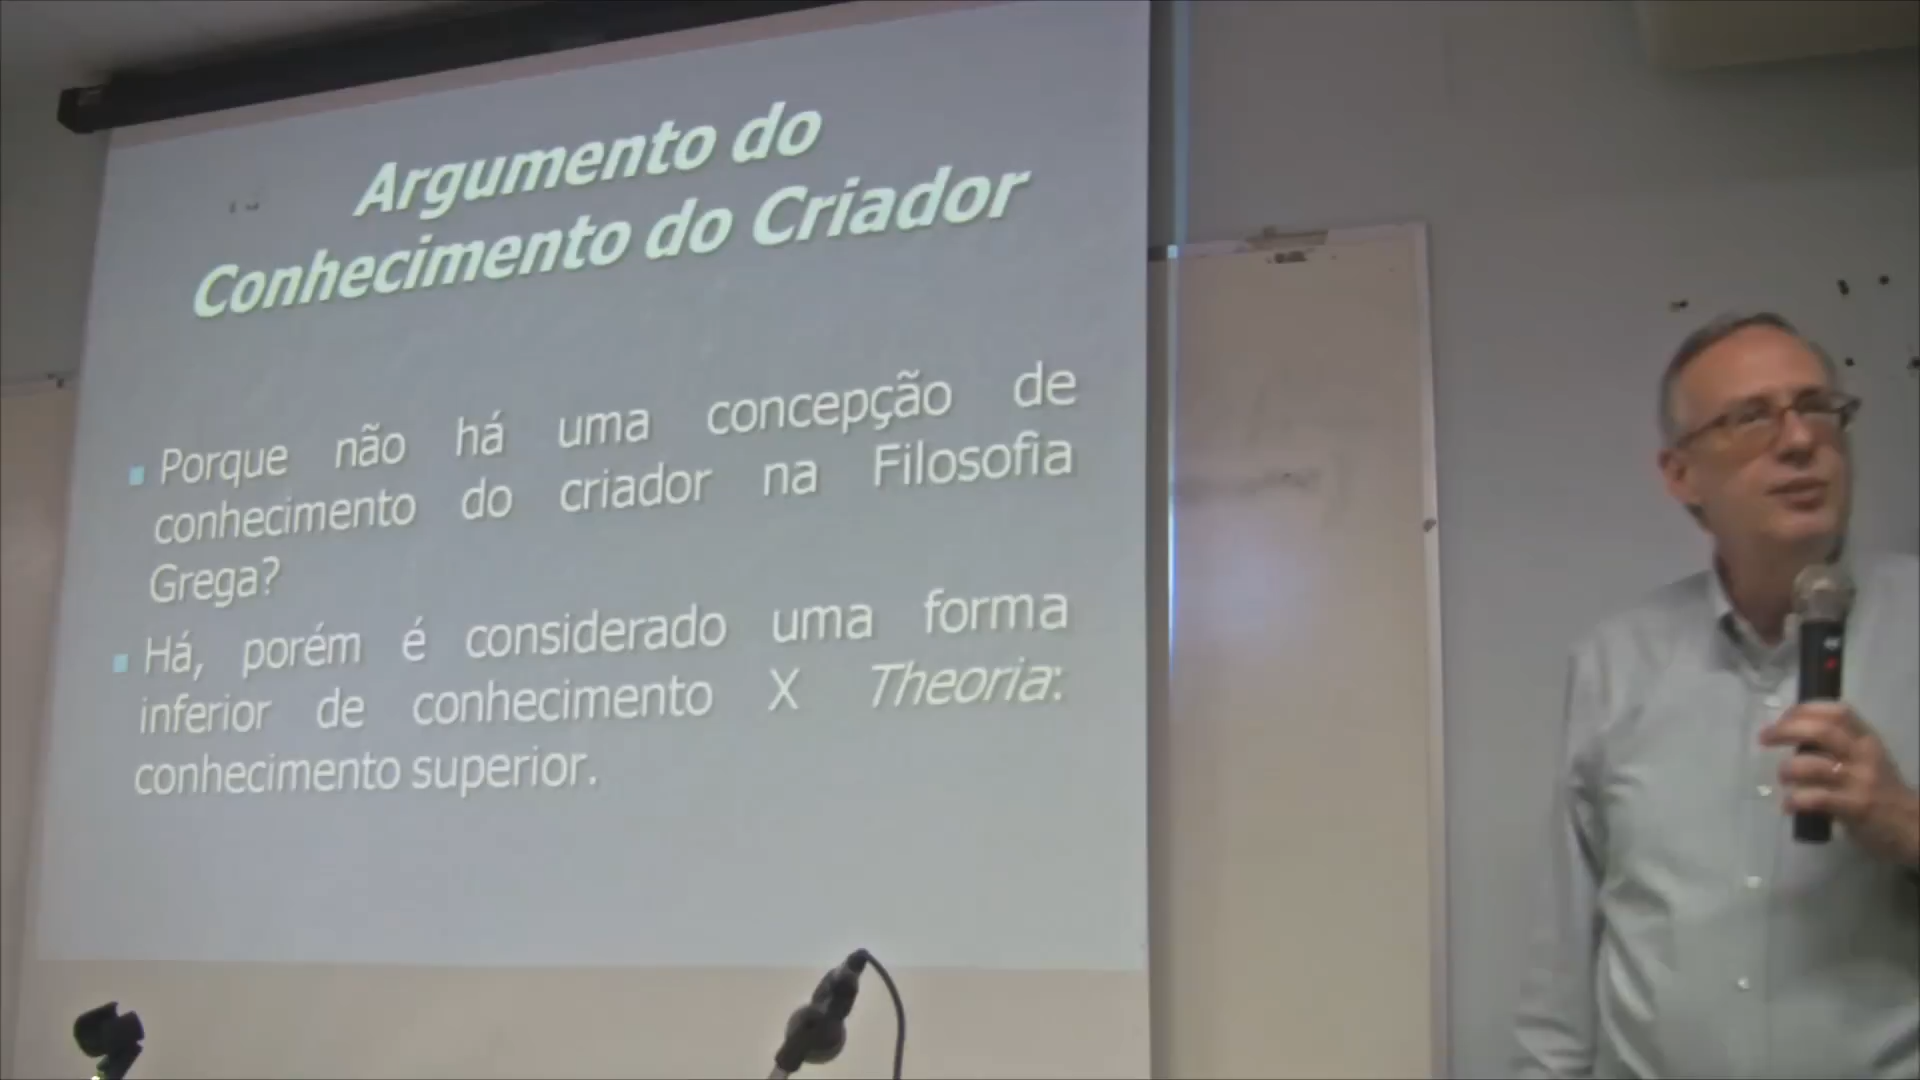 Argumento do
Conhecimento do Criador
Porque não há uma concepção de
conhecimento do criador na Filosofia
Grega?
Há, porém é considerado uma forma
inferior de conhecimento X Theoria:
conhecimento superior.